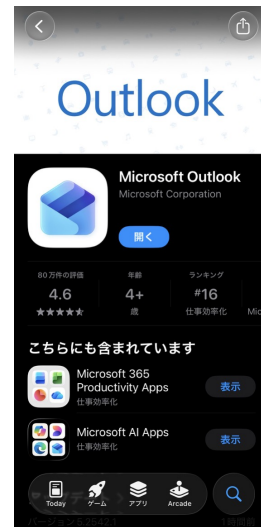 Outlook
Microsoft Outlook
Microsoft Corporation
開く
80万件の評価
年齢
ランキング
4.6
4+
#16
★★★★⯪
歳
仕事効率化
Mic
こちらにも含まれています
Microsoft 365
Productivity Apps
仕事効率化
表示
Microsoft AI Apps
仕事効率化
表示
Today
ゲーム
アプリ
Arcade